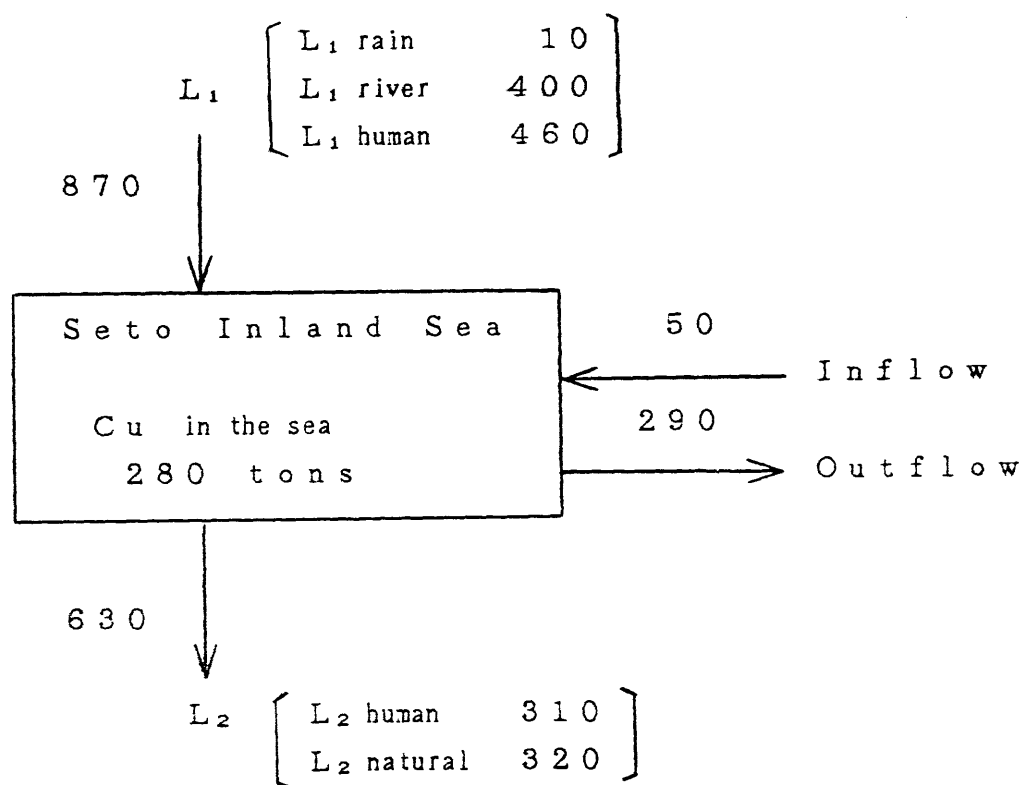 L₁ rain 10
L₁ L₁ river 400
L₁ human 460
870
Seto Inland Sea
50
Inflow
Cu in the sea
290
280 tons
Outflow
630
L₂ L₂ human 310
L₂ natural 320